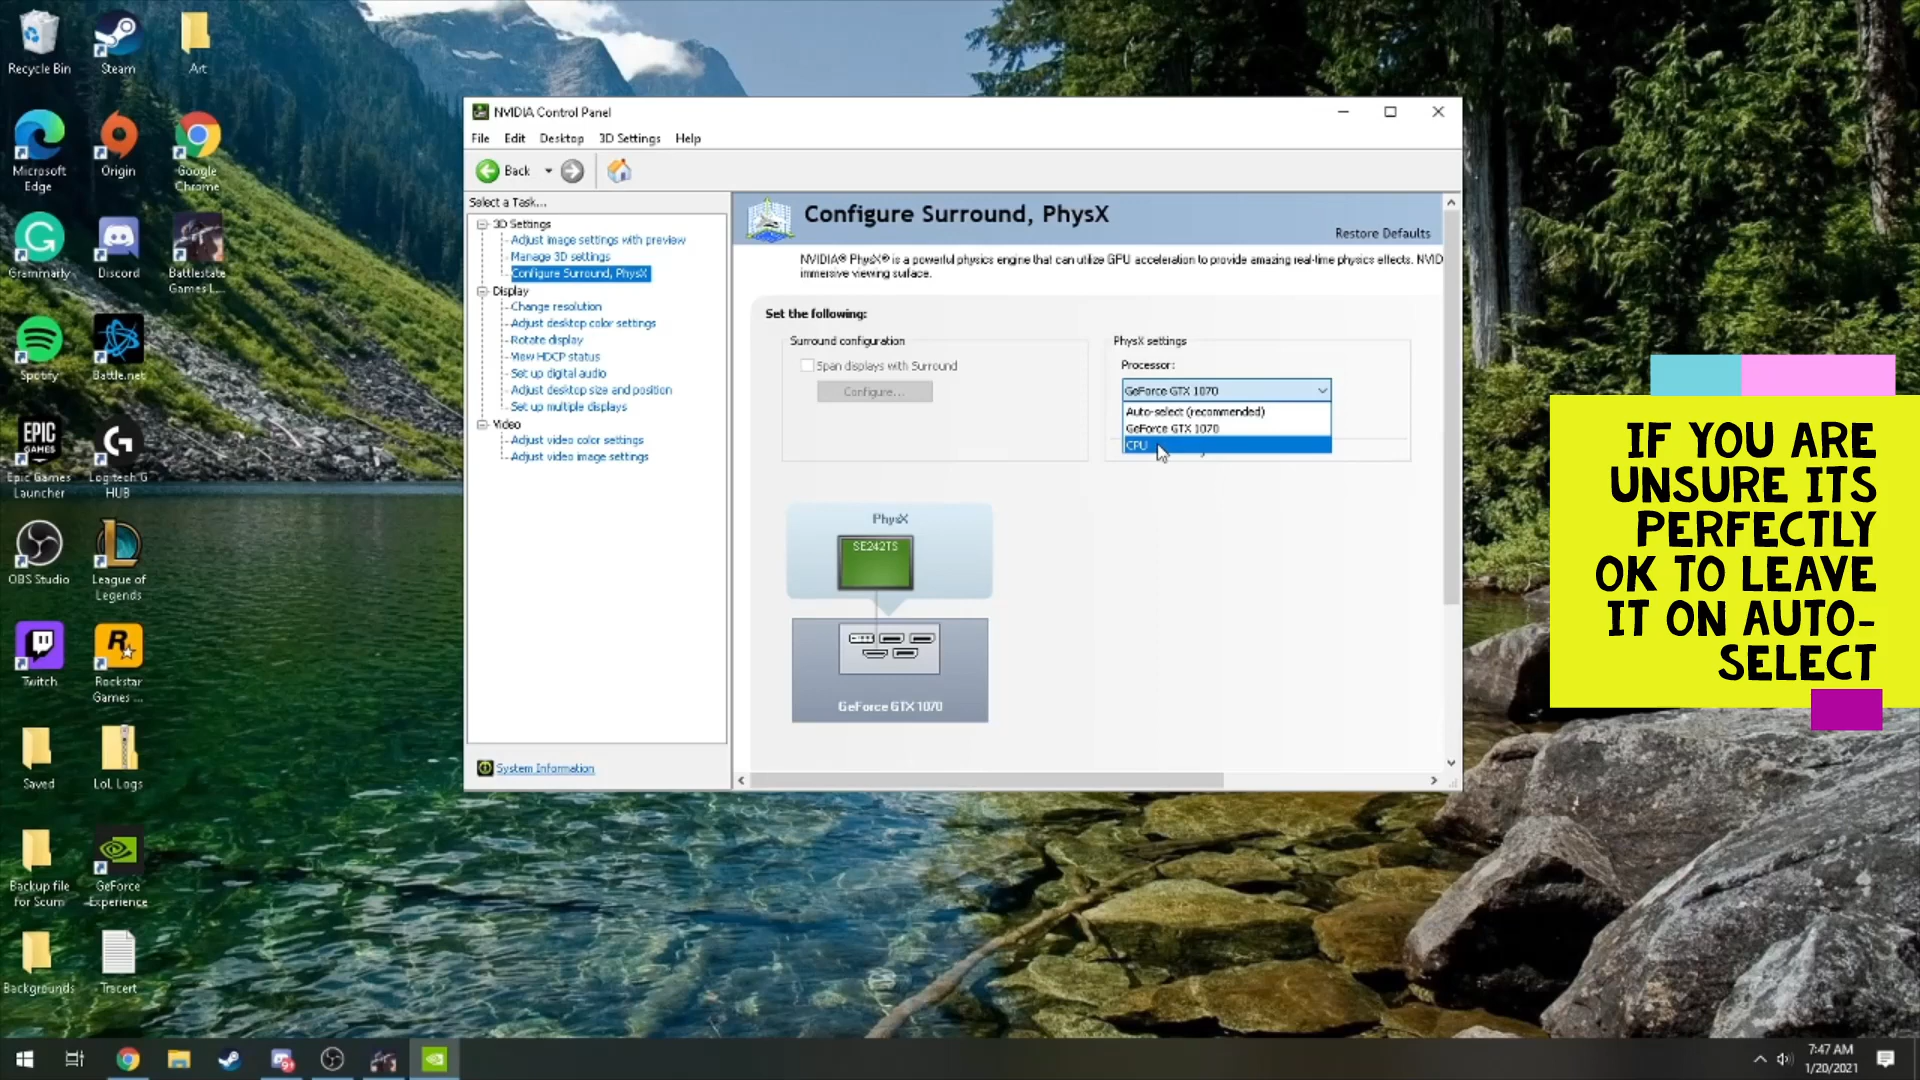 Recycle Bin
Steam
Art
Microsoft
Edge
Origin
Google
Chrome
Grammarly
Discord
Battlestate
Games L...
Spotify
Battle.net
EPIC
GAMES
Epic Games
Launcher
Logitech G
HUB
OBS Studio
League of
Legends
Twitch
Rockstar
Games ...
Saved
LoL Logs
Backup file
for Scum
GeForce
Experience
Backgrounds
Tracert
NVIDIA Control Panel
File Edit Desktop 3D Settings Help
Back
Select a Task...
3D Settings
Adjust image settings with preview
Manage 3D settings
Configure Surround, PhysX
Display
Change resolution
Adjust desktop color settings
Rotate display
View HDCP status
Set up digital audio
Adjust desktop size and position
Set up multiple displays
Video
Adjust video color settings
Adjust video image settings
System Information
Configure Surround, PhysX
Restore Defaults
NVIDIA® PhysX® is a powerful physics engine that can utilize GPU acceleration to provide amazing real-time physics effects. NVID
immersive viewing surface.
Set the following:
Surround configuration
Span displays with Surround
Configure...
PhysX settings
Processor:
GeForce GTX 1070
Auto-select (recommended)
GeForce GTX 1070
CPU
PhysX
SE242TS
GeForce GTX 1070
IF YOU ARE
UNSURE ITS
PERFECTLY
OK TO LEAVE
IT ON AUTO-
SELECT
7:47 AM
1/20/2021